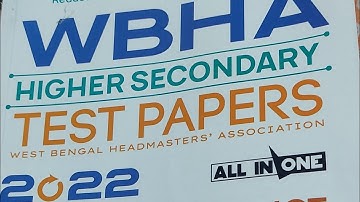 WBHA
HIGHER SECONDARY
TEST PAPERS
WEST BENGAL HEADMASTERS' ASSOCIATION
ALL IN ONE
2022